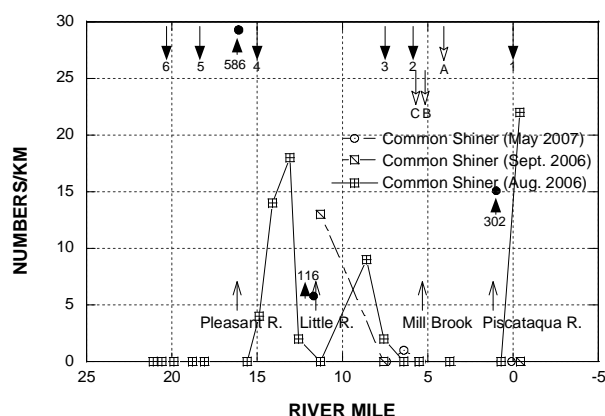 30
25
20
15
10
5
0
NUMBERS/KM
6
5
586
4
3
2
A
1
C
B
Common Shiner (May 2007)
Common Shiner (Sept. 2006)
Common Shiner (Aug. 2006)
302
116
Pleasant R.
Little R.
Mill Brook
Piscataqua R.
25
20
15
10
5
0
-5
RIVER MILE